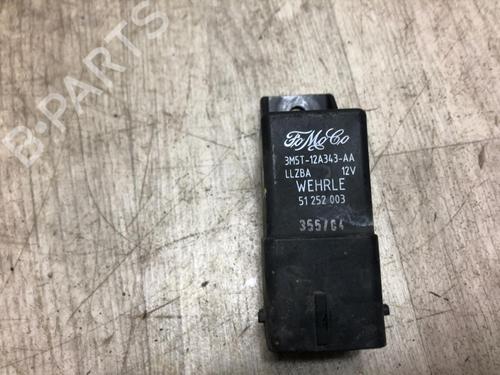 B-PARTS
FoMoCo
3M5T-12A343-AA
LLZBA 12V
WEHRLE
51 252 003
355/04